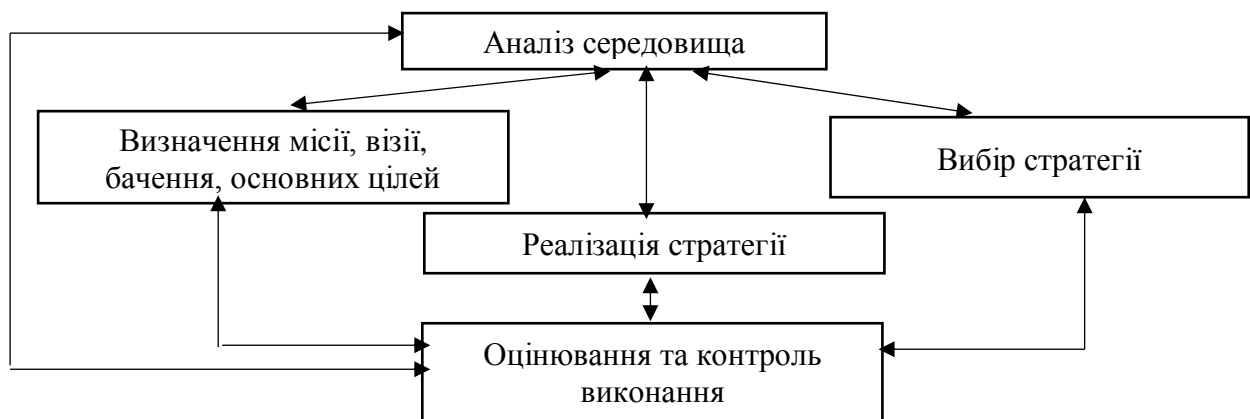 Аналіз середовища
Визначення місії, візії,
бачення, основних цілей
Вибір стратегії
Реалізація стратегії
Оцінювання та контроль
виконання